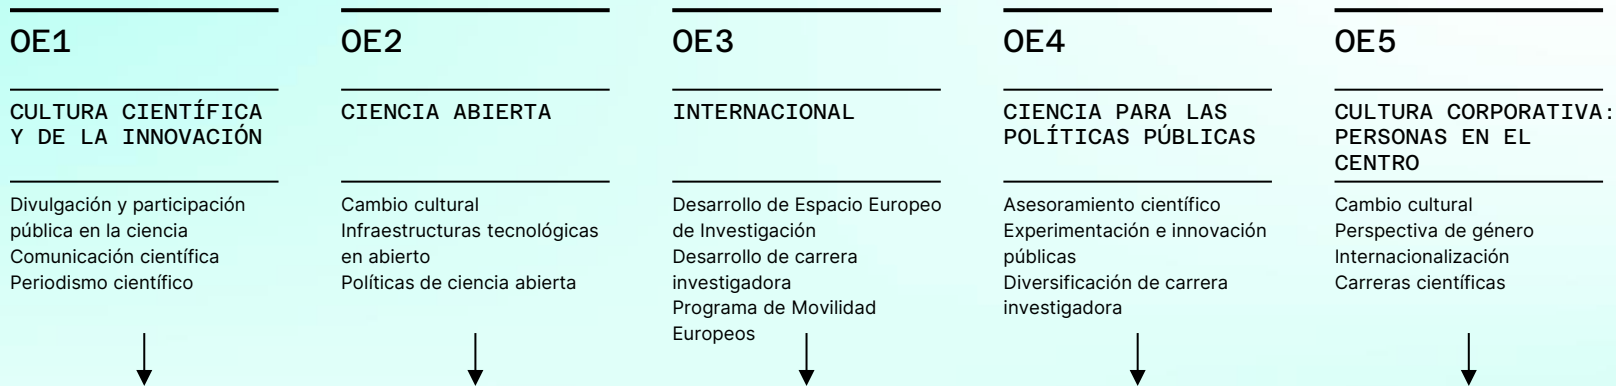 OE1
CULTURA CIENTÍFICA
Y DE LA INNOVACIÓN
Divulgación y participación
pública en la ciencia
Comunicación científica
Periodismo científico
OE2
CIENCIA ABIERTA
Cambio cultural
Infraestructuras tecnológicas
en abierto
Políticas de ciencia abierta
OE3
INTERNACIONAL
Desarrollo de Espacio Europeo
de Investigación
Desarrollo de carrera
investigadora
Programa de Movilidad
Europeos
OE4
CIENCIA PARA LAS
POLÍTICAS PÚBLICAS
Asesoramiento científico
Experimentación e innovación
públicas
Diversificación de carrera
investigadora
OE5
CULTURA CORPORATIVA:
PERSONAS EN EL
CENTRO
Cambio cultural
Perspectiva de género
Internacionalización
Carreras científicas